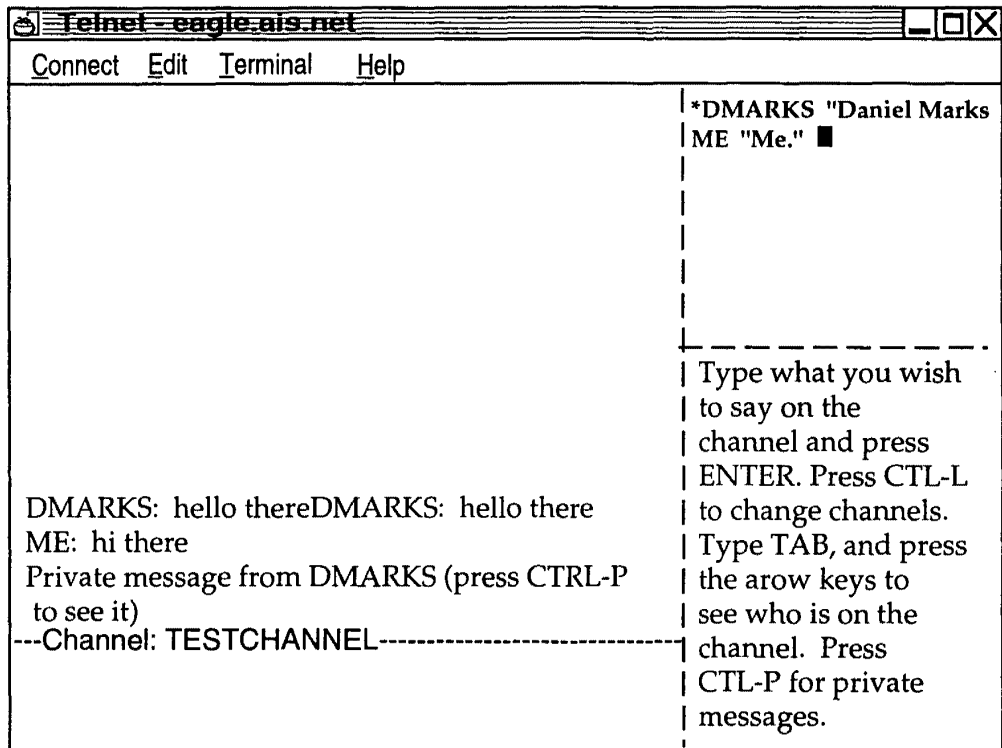 Telnet - eagle.ais.net
Connect Edit Terminal Help
*DMARKS "Daniel Marks
ME "Me."
DMARKS: hello thereDMARKS: hello there
ME: hi there
Private message from DMARKS (press CTRL-P
to see it)
---Channel: TESTCHANNEL---------------------------
Type what you wish
to say on the
channel and press
ENTER. Press CTL-L
to change channels.
Type TAB, and press
the arow keys to
see who is on the
channel. Press
CTL-P for private
messages.